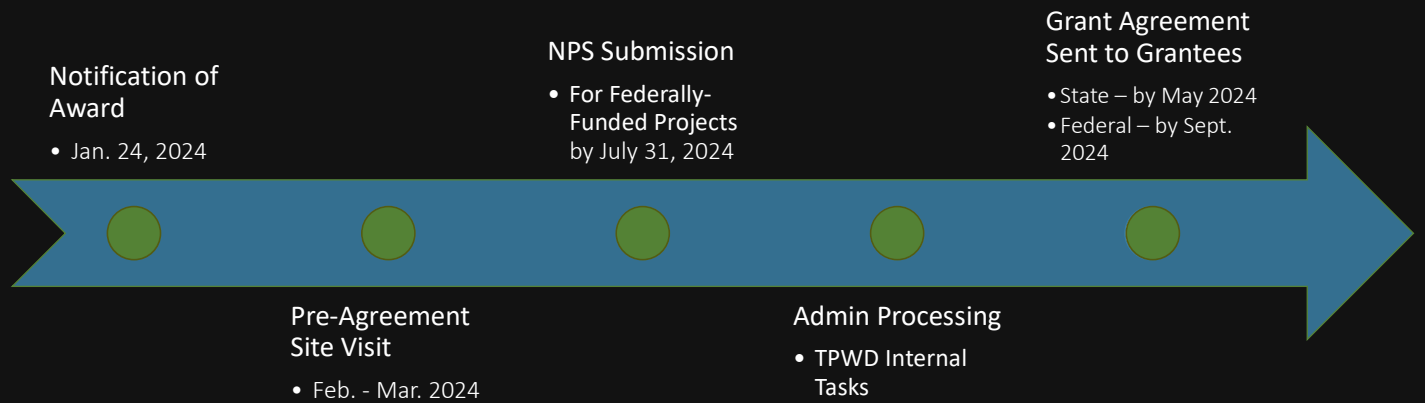 Notification of
Award
• Jan. 24, 2024
Pre-Agreement
Site Visit
• Feb. - Mar. 2024
NPS Submission
• For Federally-
Funded Projects
by July 31, 2024
Admin Processing
• TPWD Internal
Tasks
Grant Agreement
Sent to Grantees
• State – by May 2024
• Federal – by Sept.
2024